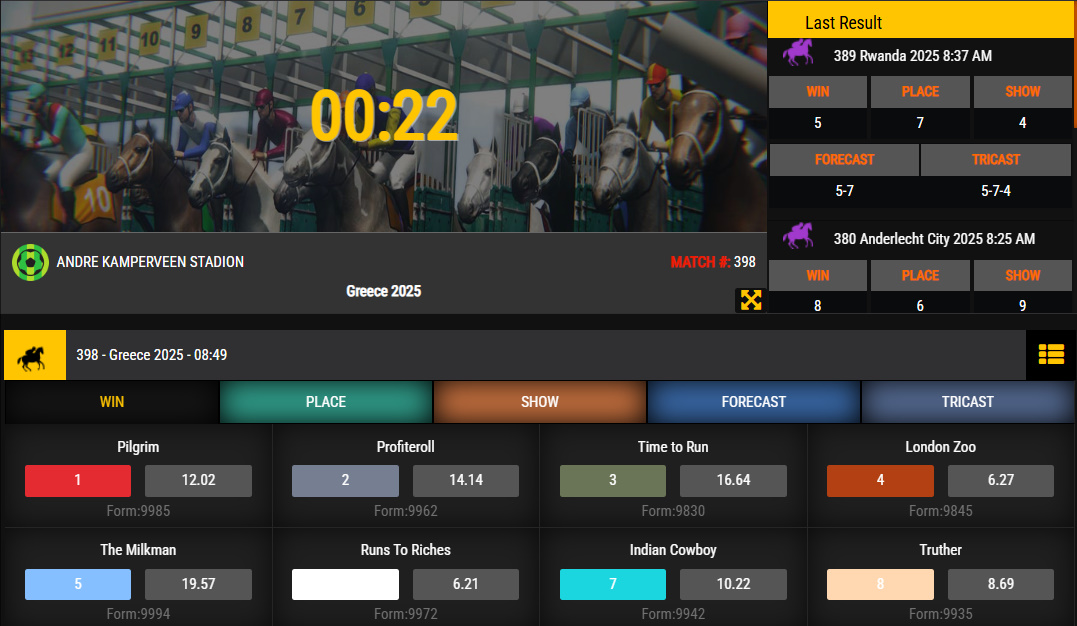 13 12 11 10 9 8 7 6
00:22
10
Last Result
389 Rwanda 2025 8:37 AM
WIN PLACE SHOW
5 7 4
FORECAST TRICAST
5-7 5-7-4
380 Anderlecht City 2025 8:25 AM
WIN PLACE SHOW
8 6 9
ANDRE KAMPERVEEN STADION
MATCH #: 398
Greece 2025
398 - Greece 2025 - 08:49
WIN PLACE SHOW FORECAST TRICAST
Pilgrim Profiteroll Time to Run London Zoo
1 12.02 2 14.14 3 16.64 4 6.27
Form:9985 Form:9962 Form:9830 Form:9845
The Milkman Runs To Riches Indian Cowboy Truther
5 19.57 6.21 7 10.22 8 8.69
Form:9994 Form:9972 Form:9942 Form:9935